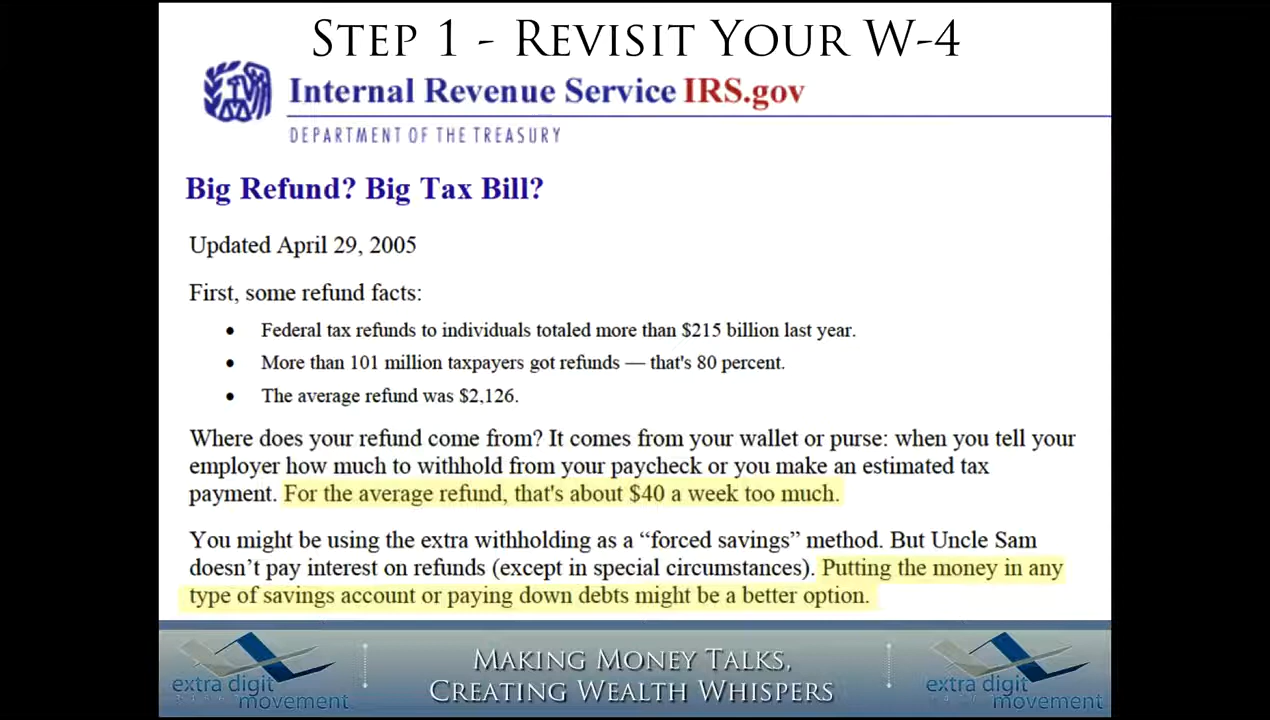 STEP 1 - REVISIT YOUR W-4
Internal Revenue Service IRS.gov
DEPARTMENT OF THE TREASURY
Big Refund? Big Tax Bill?
Updated April 29, 2005
First, some refund facts:
• Federal tax refunds to individuals totaled more than $215 billion last year.
• More than 101 million taxpayers got refunds — that's 80 percent.
• The average refund was $2,126.
Where does your refund come from? It comes from your wallet or purse: when you tell your
employer how much to withhold from your paycheck or you make an estimated tax
payment. For the average refund, that's about $40 a week too much.
You might be using the extra withholding as a “forced savings” method. But Uncle Sam
doesn’t pay interest on refunds (except in special circumstances). Putting the money in any
type of savings account or paying down debts might be a better option.
extra digit
movement
MAKING MONEY TALKS,
CREATING WEALTH WHISPERS
extra digit
movement